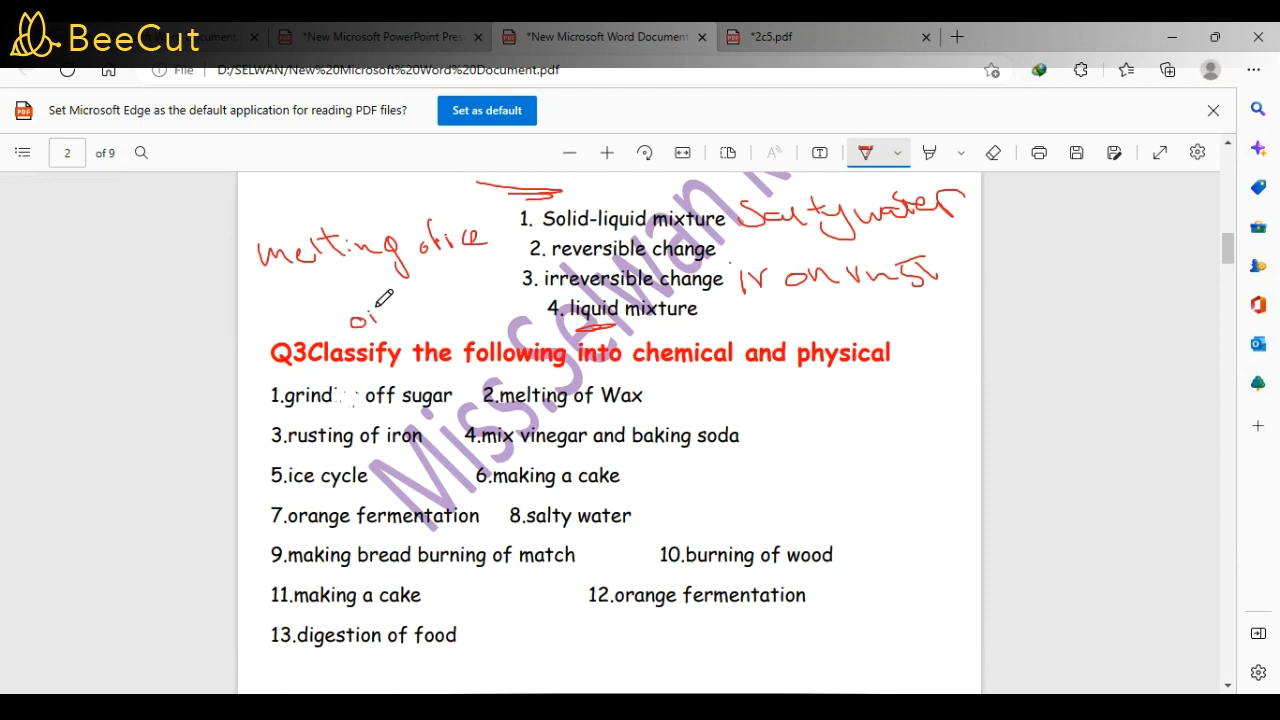 BeeCut
*New Microsoft PowerPoint Pres
*New Microsoft Word Document
*2c5.pdf
File D:/SELWAN/New%20Microsoft%20Word%20Document.pdf
Set Microsoft Edge as the default application for reading PDF files? Set as default
2 of 9
1. Solid-liquid mixture Salty water
melting of ice 2. reversible change
3. irreversible change iron rust
oi 4. liquid mixture
Q3Classify the following into chemical and physical
1.grind off sugar 2.melting of Wax
3.rusting of iron 4.mix vinegar and baking soda
5.ice cycle 6.making a cake
7.orange fermentation 8.salty water
9.making bread burning of match 10.burning of wood
11.making a cake 12.orange fermentation
13.digestion of food
Miss.Selwan